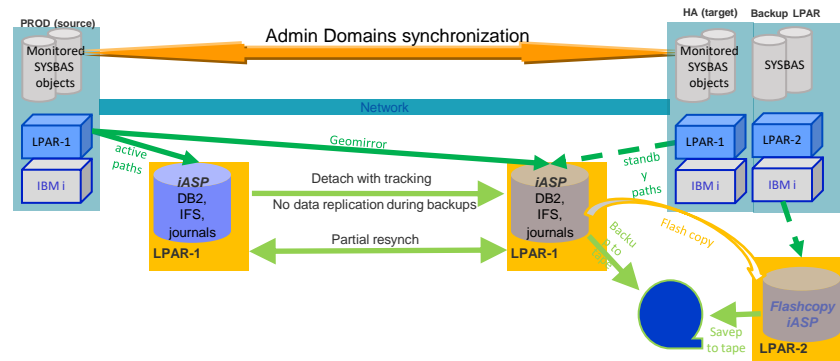 PROD (source)
Admin Domains synchronization
HA (target)
Backup LPAR
Monitored
SYSBAS
objects
Monitored
SYSBAS
objects
SYSBAS
Network
LPAR-1
IBM i
active
paths
Geomirror
standb
y paths
LPAR-1
IBM i
LPAR-2
IBM i
iASP
DB2,
IFS,
journals
LPAR-1
Detach with tracking
No data replication during backups
Partial resynch
iASP
DB2,
IFS,
journals
LPAR-1
Backu
p to
tape
Flash copy
Flashcopy
iASP
LPAR-2
Savep
to tape